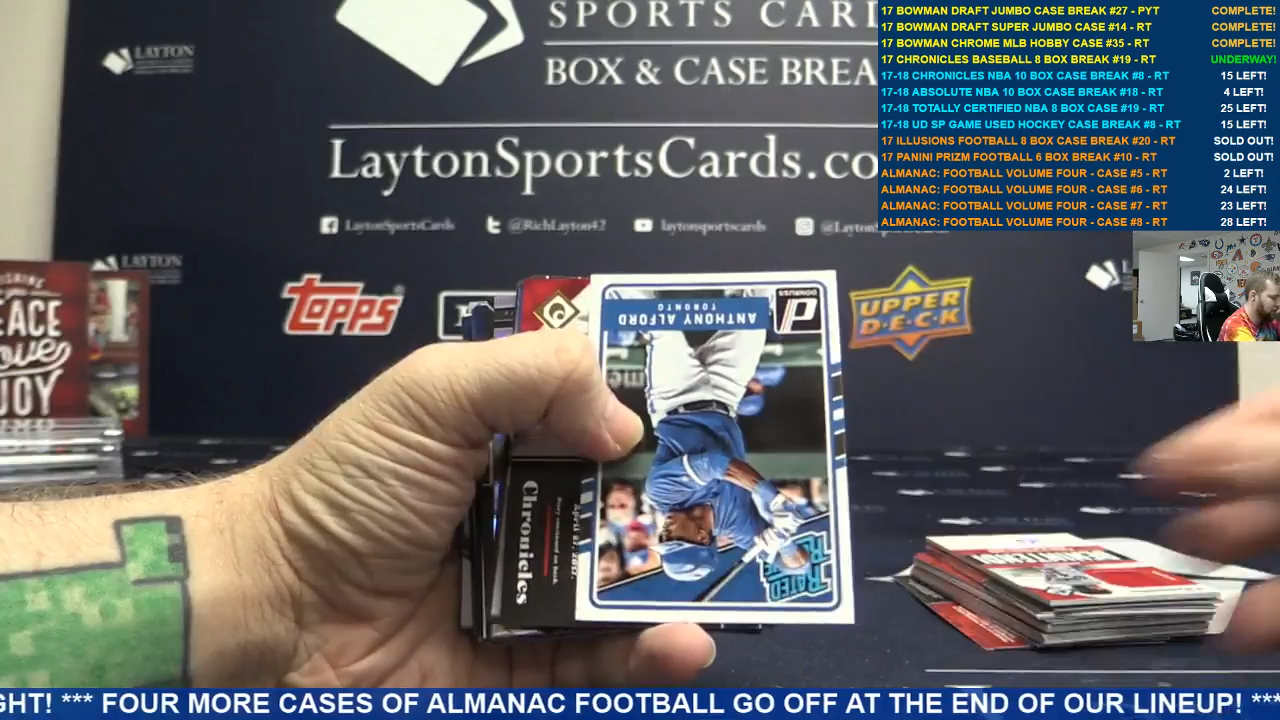 SPORTS CAR
BOX & CASE BREA
LaytonSportsCards.co
LaytonSportsCards
@RichLayton42
laytonsports
@Layton
LAYTON
LAYTON
topps
UPPER
DECK
EACE
Love
JOY
DONRUSS
ANTHONY ALFORD
TORONTO
RATED
Chronicles
17 BOWMAN DRAFT JUMBO CASE BREAK #27 - PYT COMPLETE!
17 BOWMAN DRAFT SUPER JUMBO CASE #14 - RT COMPLETE!
17 BOWMAN CHROME MLB HOBBY CASE #35 - RT COMPLETE!
17 CHRONICLES BASEBALL 8 BOX BREAK #19 - RT UNDERWAY!
17-18 CHRONICLES NBA 10 BOX CASE BREAK #8 - RT 15 LEFT!
17-18 ABSOLUTE NBA 10 BOX BREAK #18 - RT 4 LEFT!
17-18 TOTALLY CERTIFIED NBA 8 BOX CASE #19 - RT 25 LEFT!
17-18 UD SP GAME USED HOCKEY CASE BREAK #8 - RT 15 LEFT!
17 ILLUSIONS FOOTBALL 8 BOX CASE BREAK #20 - RT SOLD OUT!
17 PANINI PRIZM FOOTBALL 6 BOX BREAK #10 - RT SOLD OUT!
ALMANAC: FOOTBALL VOLUME FOUR - CASE #5 - RT 2 LEFT!
ALMANAC: FOOTBALL VOLUME FOUR - CASE #6 - RT 24 LEFT!
ALMANAC: FOOTBALL VOLUME FOUR - CASE #7 - RT 23 LEFT!
ALMANAC: FOOTBALL VOLUME FOUR - CASE #8 - RT 28 LEFT!
GHT! *** FOUR MORE CASES OF ALMANAC FOOTBALL GO OFF AT THE END OF OUR LINEUP! ***